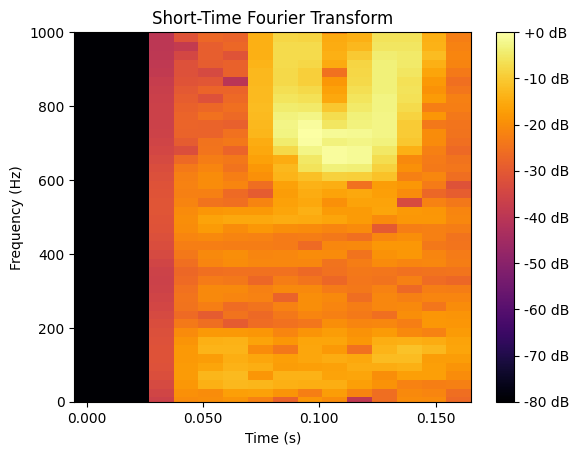 Short-Time Fourier Transform
1000
800
600
400
200
0
Frequency (Hz)
0.000
0.050
0.100
0.150
Time (s)
+0 dB
-10 dB
-20 dB
-30 dB
-40 dB
-50 dB
-60 dB
-70 dB
-80 dB